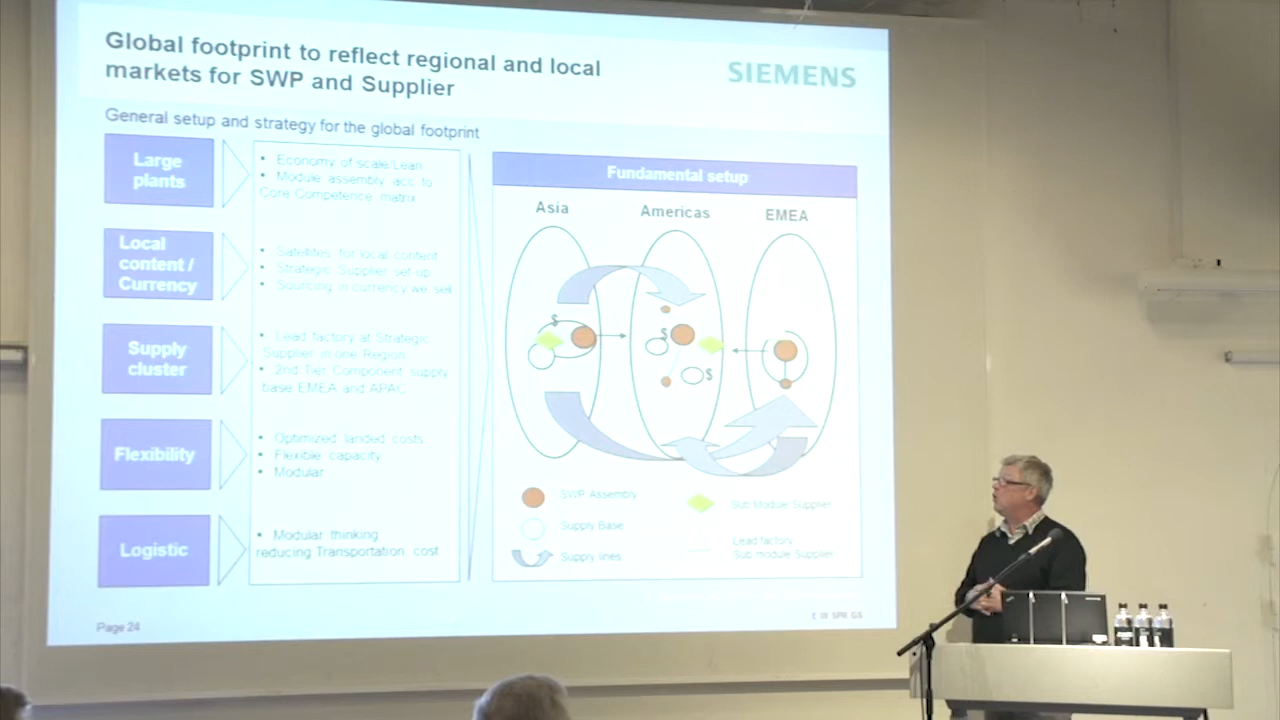 Global footprint to reflect regional and local
markets for SWP and Supplier
SIEMENS
General setup and strategy for the global footprint
Large
plants
• Economy of scale Lean
• Module assembly acc to
Core Competence matrix
Local
content /
Currency
• Satellites for local content
• Strategic Supplier set-up
• Sourcing in currency we sell
Supply
cluster
• Lead factory at Strategic
Supplier in one Region
• 2nd Tier Component supply
base EMEA and APAC
Flexibility
• Optimized landed costs
• Flexible capacity
• Modular
Logistic
• Modular thinking
reducing Transportation cost
Fundamental setup
Asia
Americas
EMEA
$
$
$
SWP Assembly
Supply Base
Supply lines
Sub Module Supplier
Lead factory
Sub module Supplier
Page 24